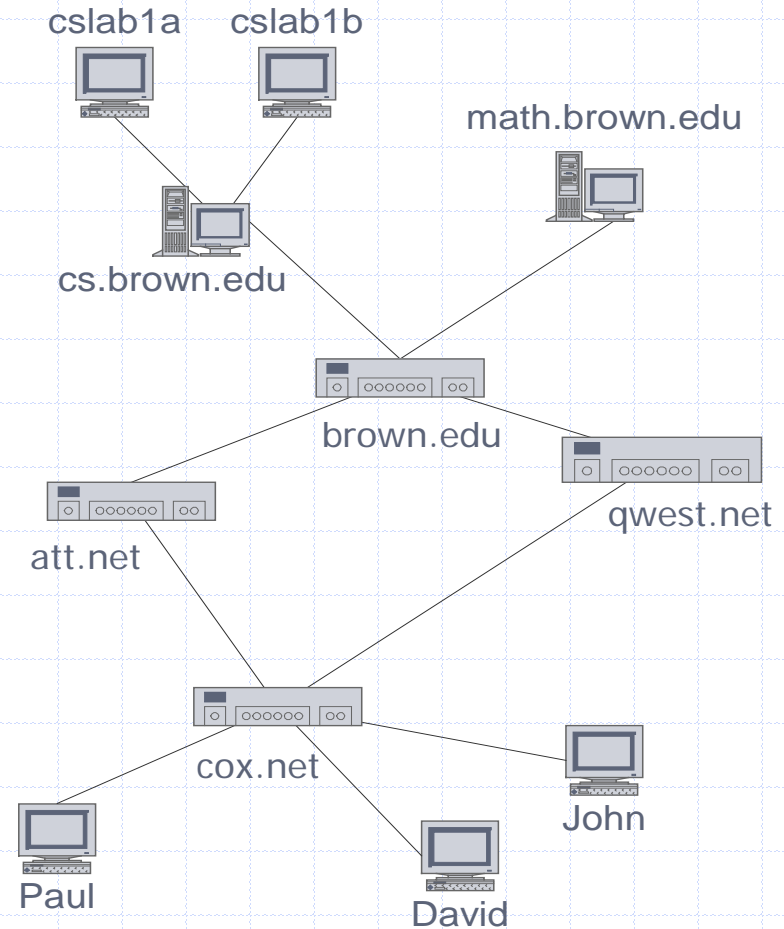 cslab1a cslab1b
math.brown.edu
cs.brown.edu
brown.edu
qwest.net
att.net
cox.net
John
Paul
David